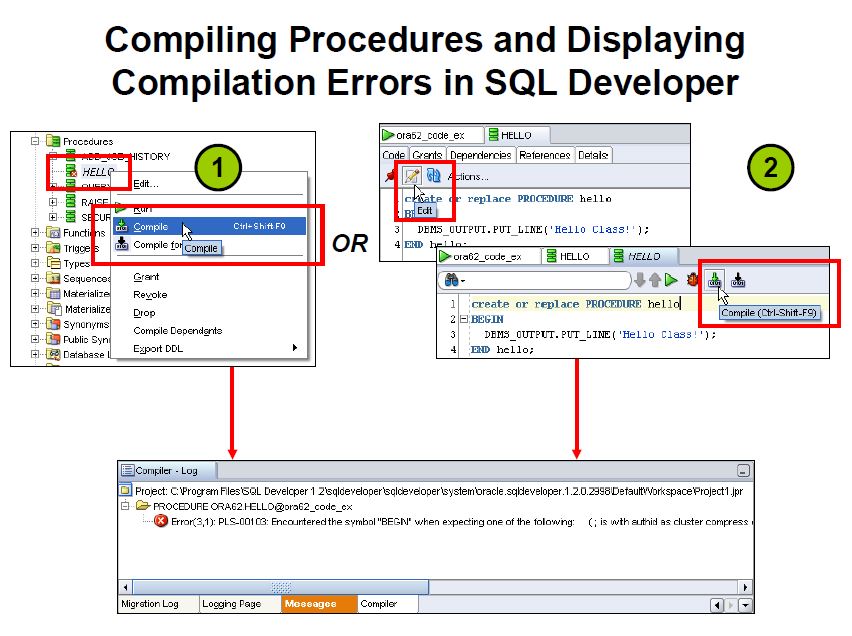 Compiling Procedures and Displaying
Compilation Errors in SQL Developer
Procedures
HISTORY
HELLO
RAISE
SECUR
Functions
Triggers
Types
Sequences
Materialized
Materialize
Synonyms
Public Syn
Database L
1
Edit...
Run
Compile Ctrl-Shift-F9
Compile for
Compile
Grant
Revoke
Drop
Compile Dependants
Export DDL
OR
2
ora62_code_ex HELLO
Code Grants Dependencies References Details
Actions...
Edit
create or replace PROCEDURE hello
DBMS_OUTPUT.PUT_LINE('Hello Class!');
4 END hello;
ora62_code_ex HELLO HELLO
1 create or replace PROCEDURE hello
2 BEGIN
3 DBMS_OUTPUT.PUT_LINE('Hello Class!');
4 END hello;
Compile (Ctrl-Shift-F9)
Compiler - Log
Project: C:\Program Files\SQL Developer 1.2\sqldeveloper\sqldeveloper\system\oracle.sqldeveloper.1.2.0.2998\DefaultWorkspace\Project1.jpr
PROCEDURE ORA62.HELLO@ora62_code_ex
Error(3,1): PLS-00103: Encountered the symbol "BEGIN" when expecting one of the following: ( ; is with authid as cluster compress
Migration Log Logging Page Messages Compiler